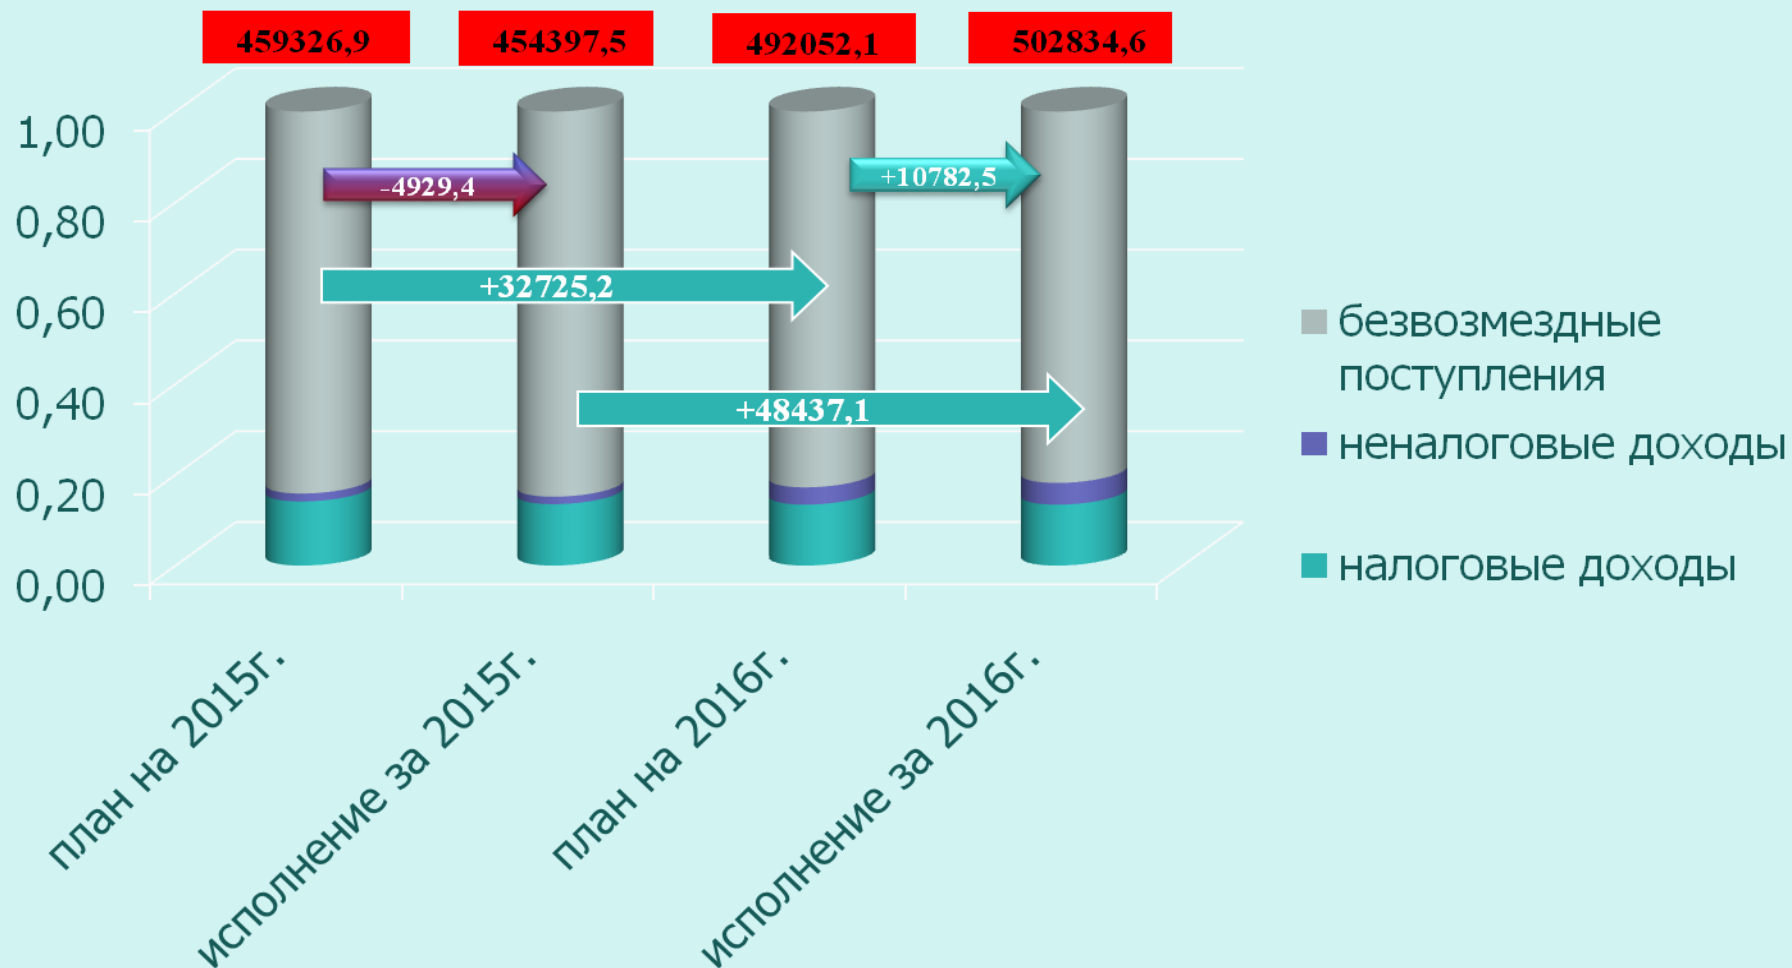 459326,9
454397,5
492052,1
502834,6
1,00
0,80
0,60
0,40
0,20
0,00
-4929,4
+10782,5
+32725,2
+48437,1
безвозмездные
поступления
неналоговые доходы
налоговые доходы
план на 2015г.
исполнение за 2015г.
план на 2016г.
исполнение за 2016г.